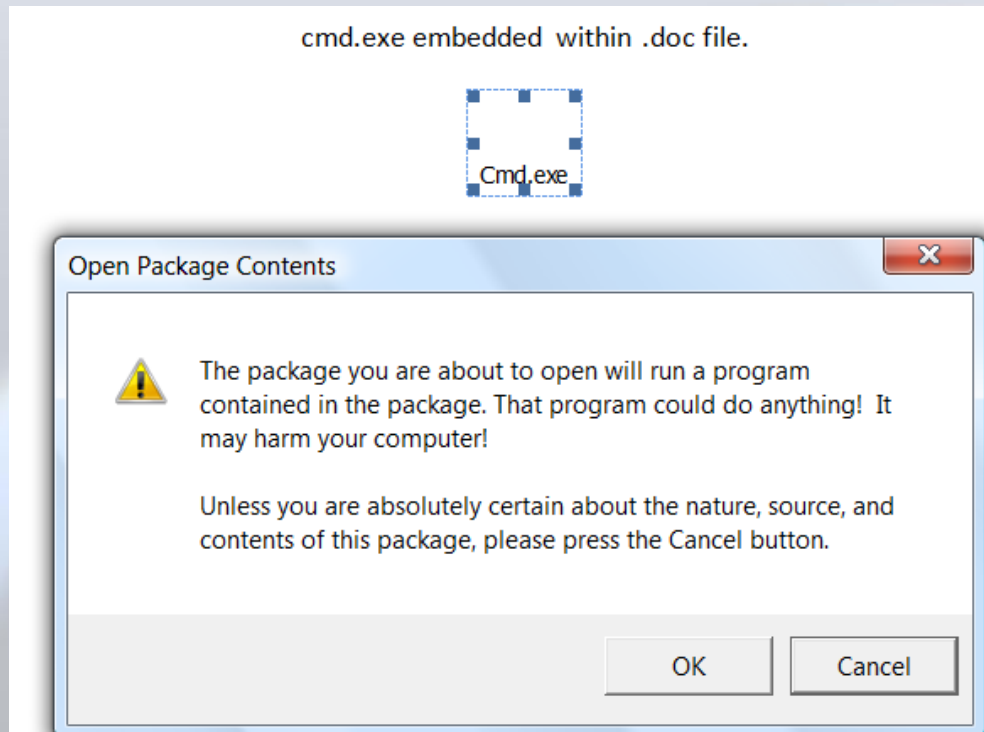 cmd.exe embedded within .doc file.
Cmd.exe
Open Package Contents
The package you are about to open will run a program
contained in the package. That program could do anything! It
may harm your computer!
Unless you are absolutely certain about the nature, source, and
contents of this package, please press the Cancel button.
OK
Cancel